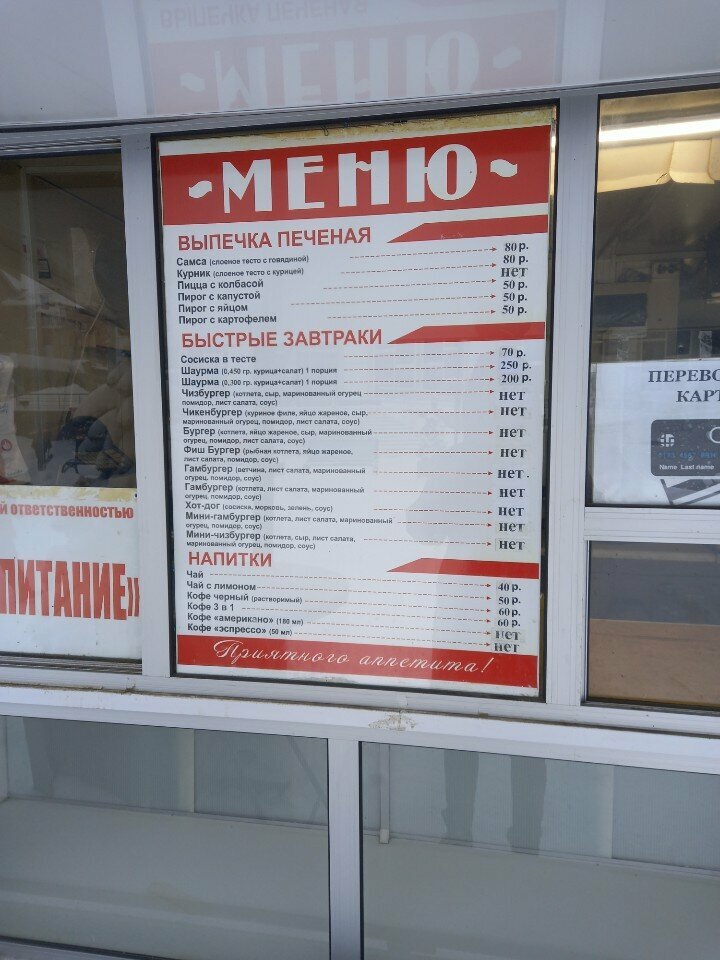 -МЕНЮ-
ВЫПЕЧКА ПЕЧЕНАЯ
Самса (слоеное тесто с говядиной) 80 р.
Курник (слоеное тесто с курицей) 80 р.
Пицца с колбасой нет
Пирог с капустой 50 р.
Пирог с яйцом 50 р.
Пирог с картофелем 50 р.
БЫСТРЫЕ ЗАВТРАКИ
Сосиска в тесте 70 р.
Шаурма (0,450 гр. курица+салат) 1 порция 250 р.
Шаурма (0,300 гр. курица+салат) 1 порция 200 р.
Чизбургер (котлета, сыр, маринованный огурец нет
помидор, лист салата, соус)
Чикенбургер (куриное филе, яйцо жареное, сыр, нет
маринованный огурец, помидор, лист салата, соус)
Бургер (котлета, яйцо жареное, сыр, маринованный нет
огурец, помидор, лист салата, соус)
Фиш Бургер (рыбная котлета, яйцо жареное, нет
лист салата, помидор, соус)
Гамбургер (ветчина, лист салата, маринованный нет.
огурец, помидор, соус)
Гамбургер (котлета, лист салата, маринованный нет
огурец, помидор, соус)
Хот-дог (сосиска, морковь, зелень, соус) нет
Мини-гамбургер (котлета, лист салата, маринованный нет
огурец, помидор, соус)
Мини-чизбургер (котлета, сыр, лист салата, нет
маринованный огурец, помидор, соус)
НАПИТКИ
Чай 40 р.
Чай с лимоном 50 р.
Кофе черный (растворимый) 60 р.
Кофе 3 в 1 60 р.
Кофе «американо» (180 мл) нет
Кофе «эспрессо» (50 мл) нет
Приятного аппетита!
й ответственностью
ПИТАНИЕ»
ПЕРЕВО
КАРТ
Name Last name